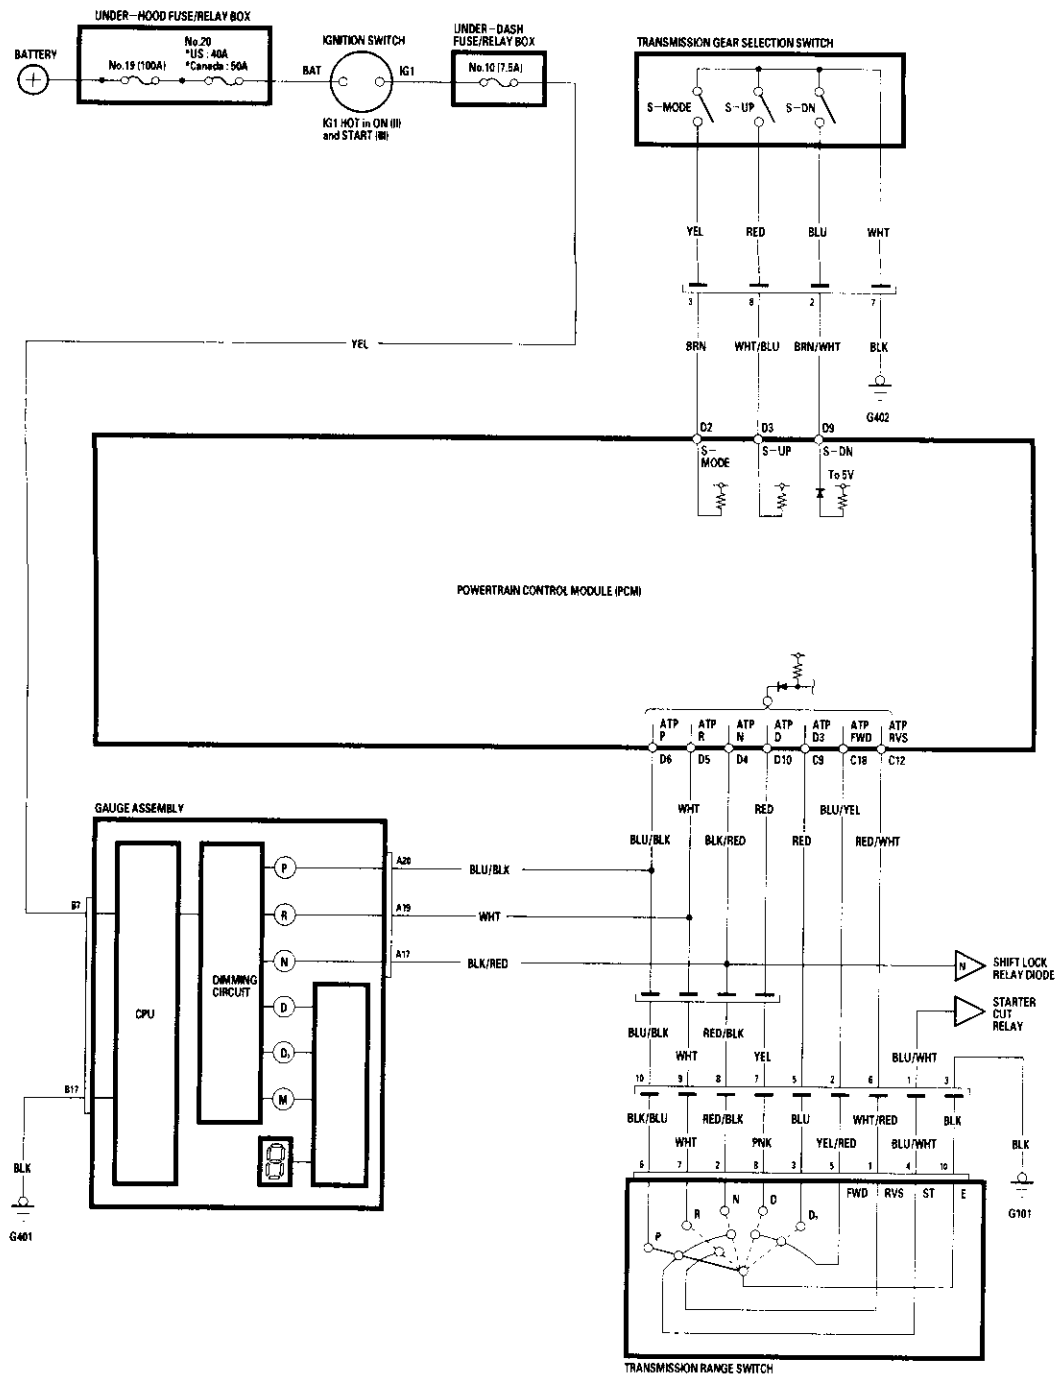 UNDER-HOOD FUSE/RELAY BOX
BATTERY
No.19 (100A)
No.20
*US : 40A
*Canada : 50A
IGNITION SWITCH
BAT
IG1
IG1 HOT in ON (II)
and START (III)
UNDER-DASH
FUSE/RELAY BOX
No.10 (7.5A)
TRANSMISSION GEAR SELECTION SWITCH
S-MODE
S-UP
S-DN
YEL
RED
BLU
WHT
3
8
2
7
BRN
WHT/BLU
BRN/WHT
BLK
G402
YEL
D2
D3
D9
S-
MODE
S-UP
S-DN
To 5V
POWERTRAIN CONTROL MODULE (PCM)
ATP
P
ATP
R
ATP
N
ATP
D
ATP
D3
ATP
FWD
ATP
RVS
D6
D5
D4
D10
C9
C18
C12
WHT
RED
BLU/YEL
BLU/BLK
BLK/RED
RED
RED/WHT
GAUGE ASSEMBLY
P
A20
BLU/BLK
B7
R
A19
WHT
N
A17
BLK/RED
N
SHIFT LOCK
RELAY DIODE
DIMMING
CIRCUIT
CPU
D
STARTER
CUT
RELAY
D3
M
BLU/BLK
RED/BLK
WHT
YEL
BLU/WHT
B17
10
9
8
7
5
2
6
1
3
BLK/BLU
RED/BLK
BLU
WHT/RED
BLK
WHT
PNK
YEL/RED
BLU/WHT
BLK
BLK
G401
G101
6
7
2
8
3
5
1
4
10
P
R
N
D
D3
FWD
RVS
ST
E
TRANSMISSION RANGE SWITCH